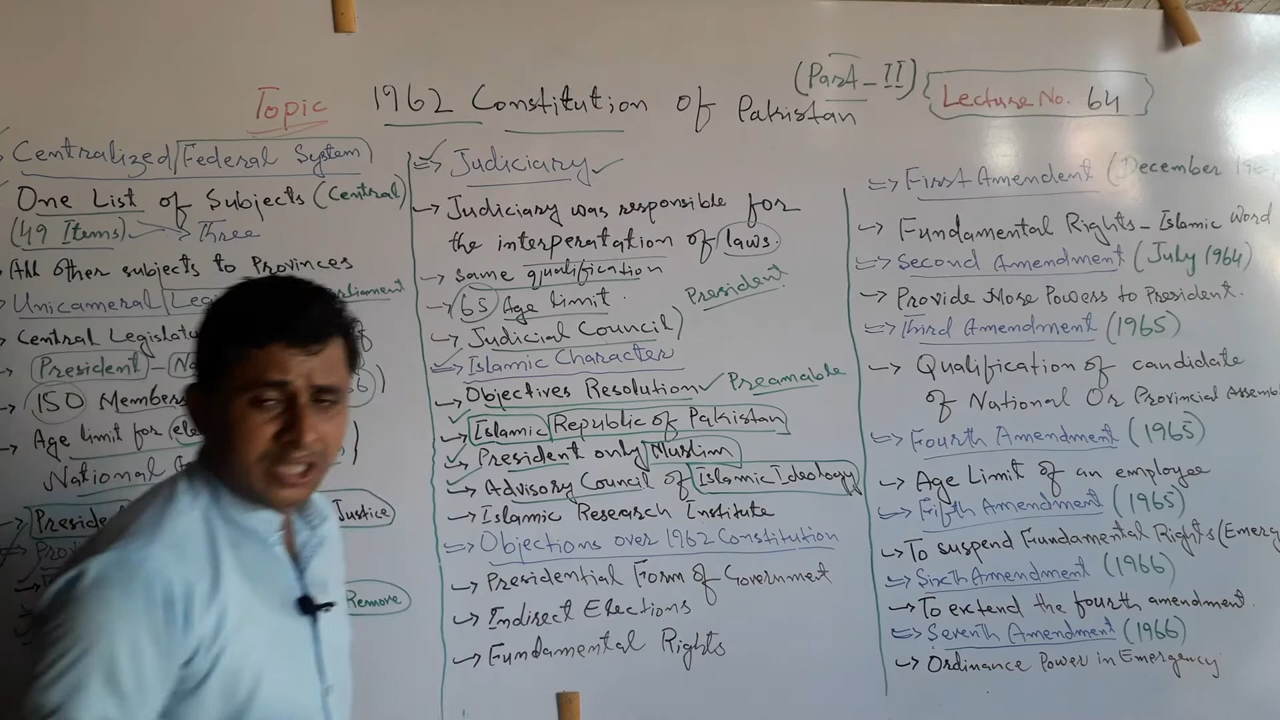 Topic 1962 Constitution of Pakistan (Part-II) Lecture No. 64
Centralized/Federal System
One List of Subjects (Central)
(49 Items) Three
All other subjects to Provinces
Unicameral
Central
President -
150 Members
Age limit for
National
Justice
Remove
Judiciary
Judiciary was responsible for
the interperatation of laws.
same qualification
65 Age Limit.
Judicial Council) President
Islamic Character
Objectives Resolution Preamable
Islamic Republic of Pakistan
President only Muslim
Advisory Council of Islamic Ideology
Islamic Research Institute
Objections over 1962 Constitution
Presidential Form of Government
Indirect Elections
Fundamental Rights
First Amendent (December
Fundamental Rights - Islamic Word
Second Amendment (July 1964)
Provide More Powers to President.
Third Amendment (1965)
Qualification of candidate
of National Or Provincial Assemb
Fourth Amendment (1965)
Age Limit of an employee
Fifth Amendment (1965)
To suspend Fundamental Rights (Emerg
Sixth Amendment (1966)
To extend the fourth amendment.
Seventh Amendment (1966)
Ordinance Power in Emergency